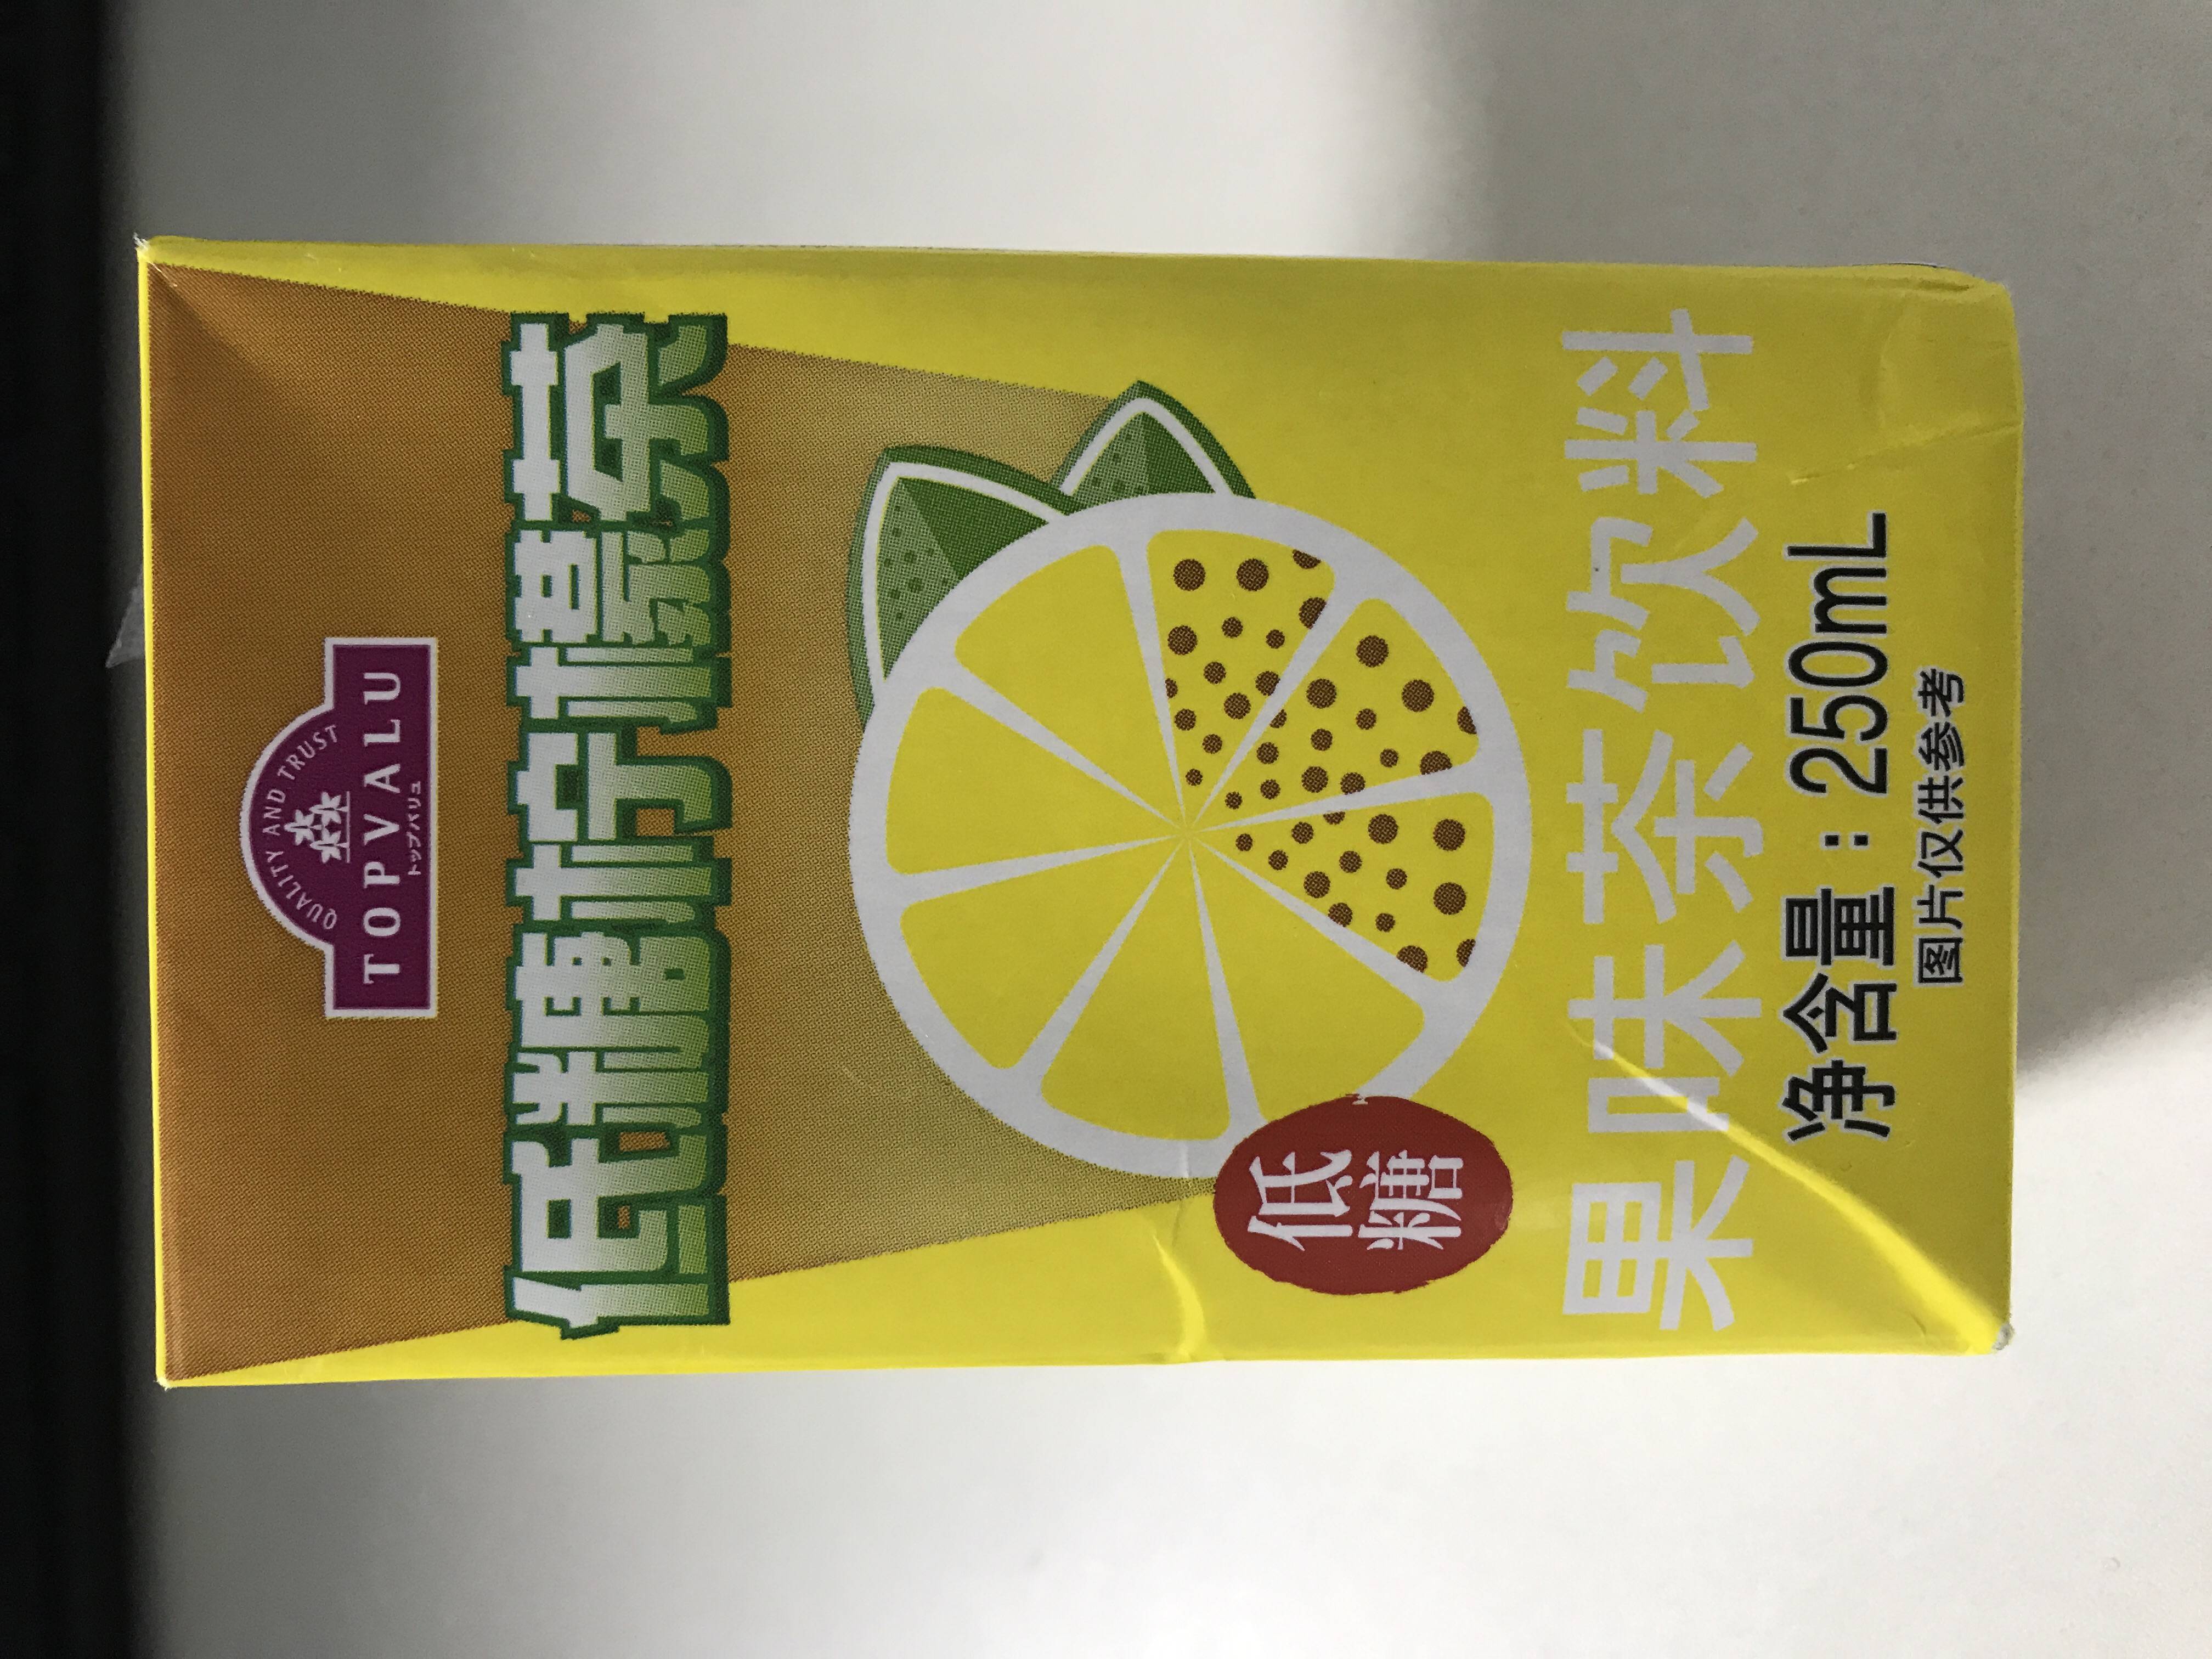 QUALITY AND TRUST
TOPVALU
トップバリュ
低糖柠檬茶
低
糖
果味茶饮料
净含量：250mL
图片仅供参考